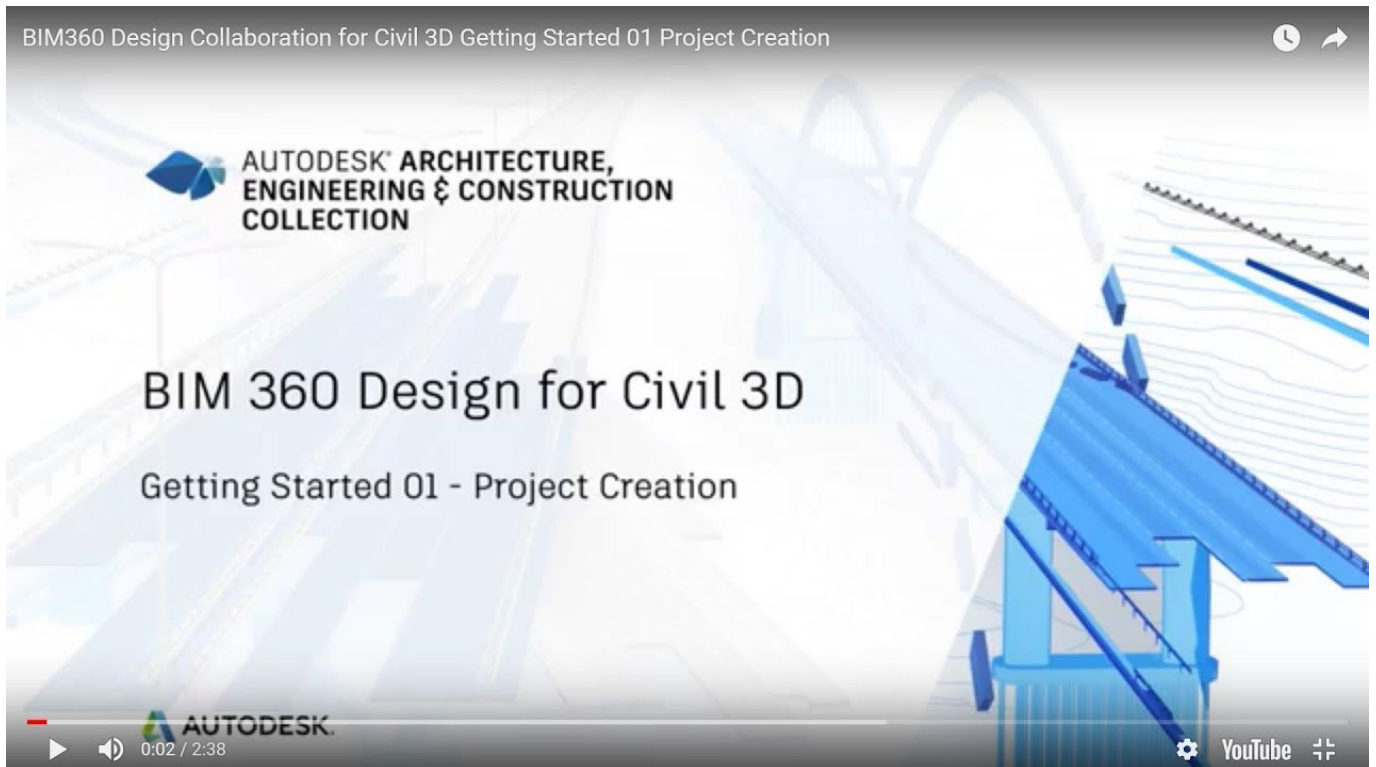 BIM360 Design Collaboration for Civil 3D Getting Started 01 Project Creation
AUTODESK® ARCHITECTURE,
ENGINEERING & CONSTRUCTION
COLLECTION
BIM 360 Design for Civil 3D
Getting Started 01 - Project Creation
AUTODESK.
0:02 / 2:38
YouTube